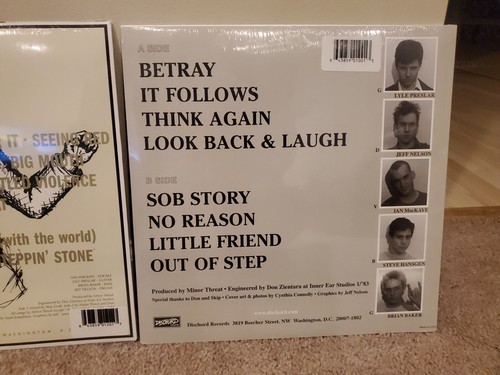 IT • SEEING RED
BIG MOUTH
VIOLENCE
with the world)
STEPPIN' STONE
WASHINGTON
A SIDE
BETRAY
IT FOLLOWS
THINK AGAIN
LOOK BACK & LAUGH
B SIDE
SOB STORY
NO REASON
LITTLE FRIEND
OUT OF STEP
G
LYLE PRESLAR
D
JEFF NELSON
V
IAN MacKAYE
B
STEVE HANSGEN
G
BRIAN BAKER
Produced by Minor Threat • Engineered by Don Zientara at Inner Ear Studios 1/'83
Special thanks to Don and Skip • Cover art & photos by Cynthia Connolly • Graphics by Jeff Nelson
www.dischord.com
DISCHORD
Dischord Records 3819 Beecher Street, NW Washington, D.C. 20007-1802